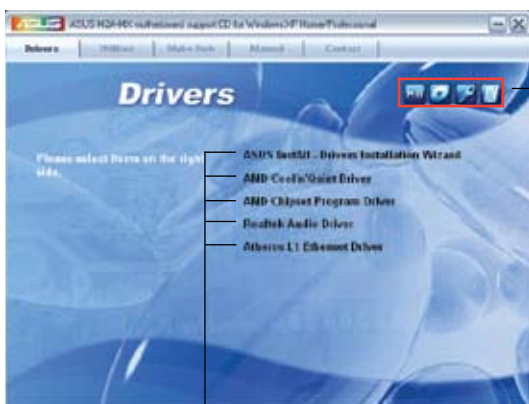 ASUS M2A-MX motherboard support CD for Windows XP Home/Professional
Drivers Utilities Make Disk Manual Contact
Drivers
Please select items on the right side.
ASUS InstAll - Drivers Installation Wizard
AMD Cool'n'Quiet Driver
AMD Chipset Program Driver
Realtek Audio Driver
Atheros L1 Ethernet Driver